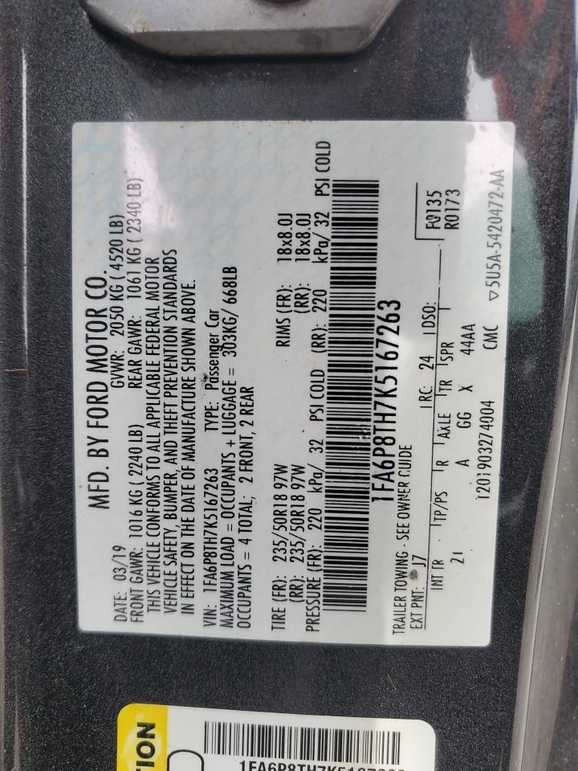 MFD. BY FORD MOTOR CO.
DATE: 03/19 GVWR: 2050 KG ( 4520 LB)
FRONT GAWR: 1016 KG ( 2240 LB) REAR GAWR: 1061 KG ( 2340 LB)
THIS VEHICLE CONFORMS TO ALL APPLICABLE FEDERAL MOTOR
VEHICLE SAFETY, BUMPER, AND THEFT PREVENTION STANDARDS
IN EFFECT ON THE DATE OF MANUFACTURE SHOWN ABOVE.
VIN: 1FA6P8TH7K5167263 TYPE: Passenger Car
MAXIMUM LOAD = OCCUPANTS + LUGGAGE = 303KG/ 668LB
OCCUPANTS = 4 TOTAL; 2 FRONT, 2 REAR
TIRE (FR): 235/50R18 97W RIMS (FR): 18x8.0J
(RR): 235/50R18 97W (RR): 18x8.0J
PRESSURE (FR): 220 kPa/ 32 PSI COLD (RR): 220 kPa/ 32 PSI COLD
1FA6P8TH7K5167263
TRAILER TOWING - SEE OWNER GUIDE F0135
EXT PNT: J7 RC: 24 DSO: R0173
INT TR TP/PS R AXLE TR SPR
A GG X 44AA
1201903274004 CMC ▽5U5A-5420472-AA